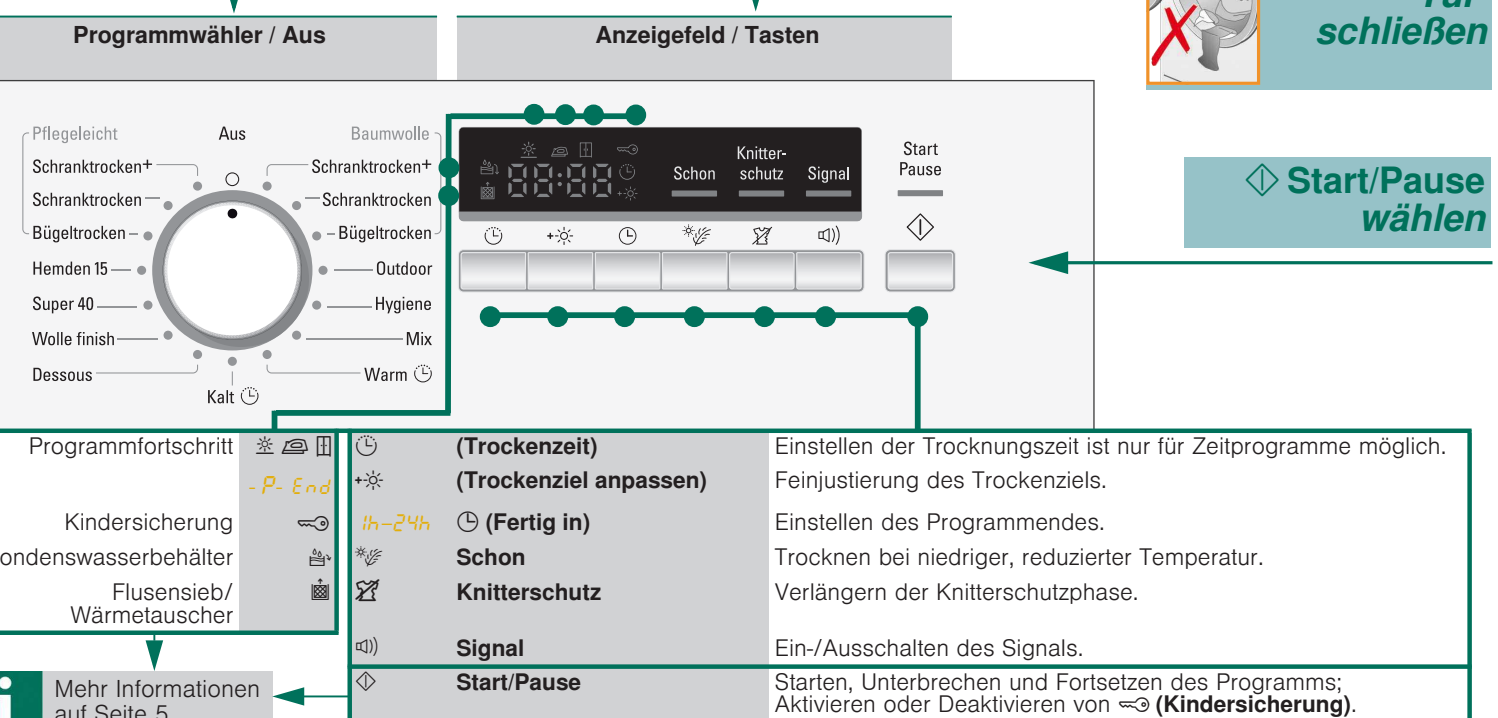 Programmwähler / Aus
Anzeigefeld / Tasten
schließen
Pflegeleicht
Aus
Baumwolle
Schranktrocken+
Schranktrocken+
Schranktrocken
Schranktrocken
Bügeltrocken
Bügeltrocken
Hemden 15
Outdoor
Super 40
Hygiene
Wolle finish
Mix
Dessous
Warm
Kalt
88:88
Schon
Knitter-
schutz
Signal
Start
Pause
Start/Pause
wählen
Programmfortschritt
-P- End
Kindersicherung
ondenswasserbehälter
Flusensieb/
Wärmetauscher
(Trockenzeit) Einstellen der Trocknungszeit ist nur für Zeitprogramme möglich.
(Trockenziel anpassen) Feinjustierung des Trockenziels.
1h-24h (Fertig in) Einstellen des Programmendes.
Schon Trocknen bei niedriger, reduzierter Temperatur.
Knitterschutz Verlängern der Knitterschutzphase.
Signal Ein-/Ausschalten des Signals.
Start/Pause Starten, Unterbrechen und Fortsetzen des Programms;
Aktivieren oder Deaktivieren von (Kindersicherung).
Mehr Informationen
auf Seite 5